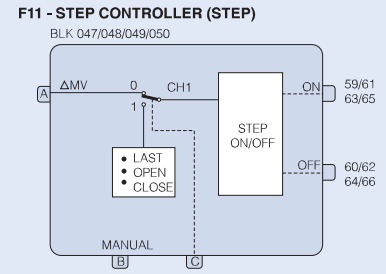 F11 - STEP CONTROLLER (STEP)
BLK 047/048/049/050
A
ΔMV
0
CH1
1
LAST
OPEN
CLOSE
STEP
ON/OFF
ON
59/61
63/65
OFF
60/62
64/66
MANUAL
B
C